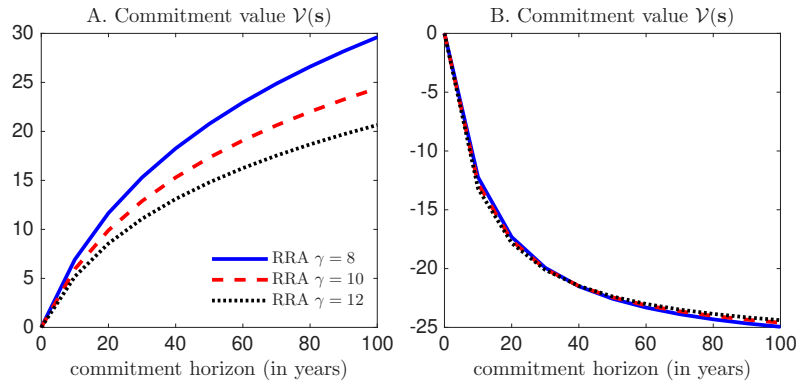 A. Commitment value 𝒱(s)
30
25
20
15
10
5
0
RRA γ = 8
RRA γ = 10
RRA γ = 12
0 20 40 60 80 100
commitment horizon (in years)
B. Commitment value 𝒱(s)
0
-5
-10
-15
-20
-25
0 20 40 60 80 100
commitment horizon (in years)